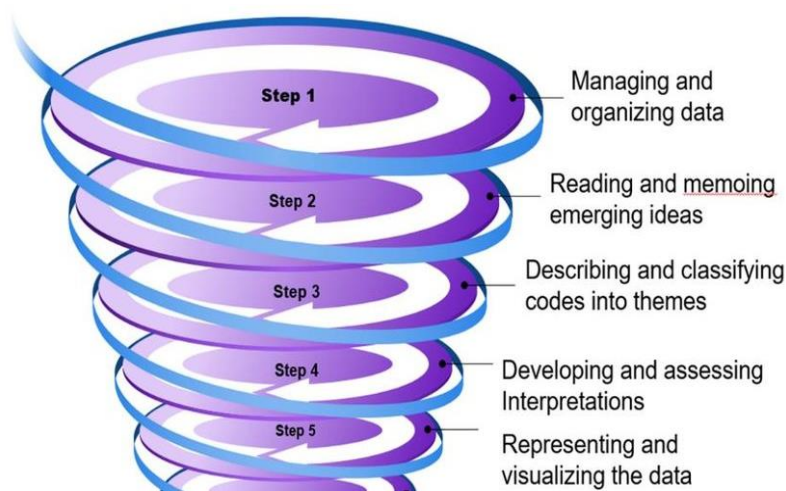 Step 1
Managing and
organizing data
Step 2
Reading and memoing
emerging ideas
Step 3
Describing and classifying
codes into themes
Step 4
Developing and assessing
Interpretations
Step 5
Representing and
visualizing the data